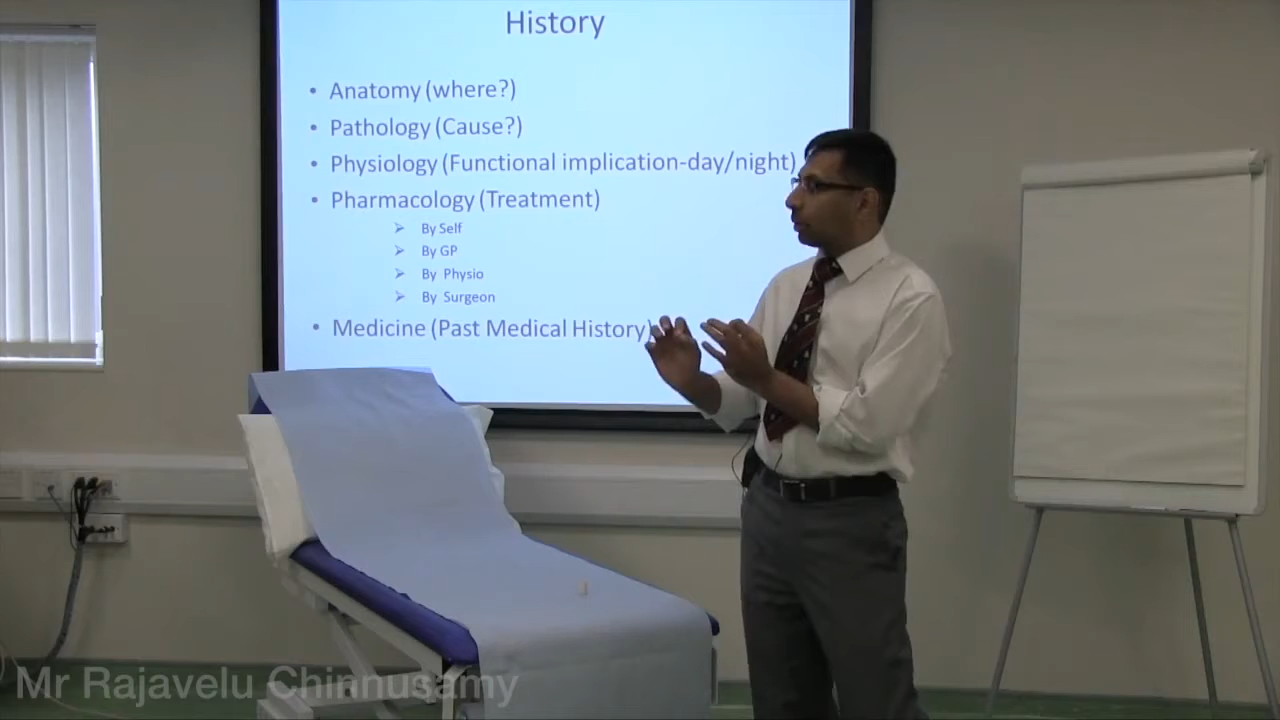 History
• Anatomy (where?)
• Pathology (Cause?)
• Physiology (Functional implication-day/night)
• Pharmacology (Treatment)
➢ By Self
➢ By GP
➢ By Physio
➢ By Surgeon
• Medicine (Past Medical History)
Mr Rajavelu Chinnusamy